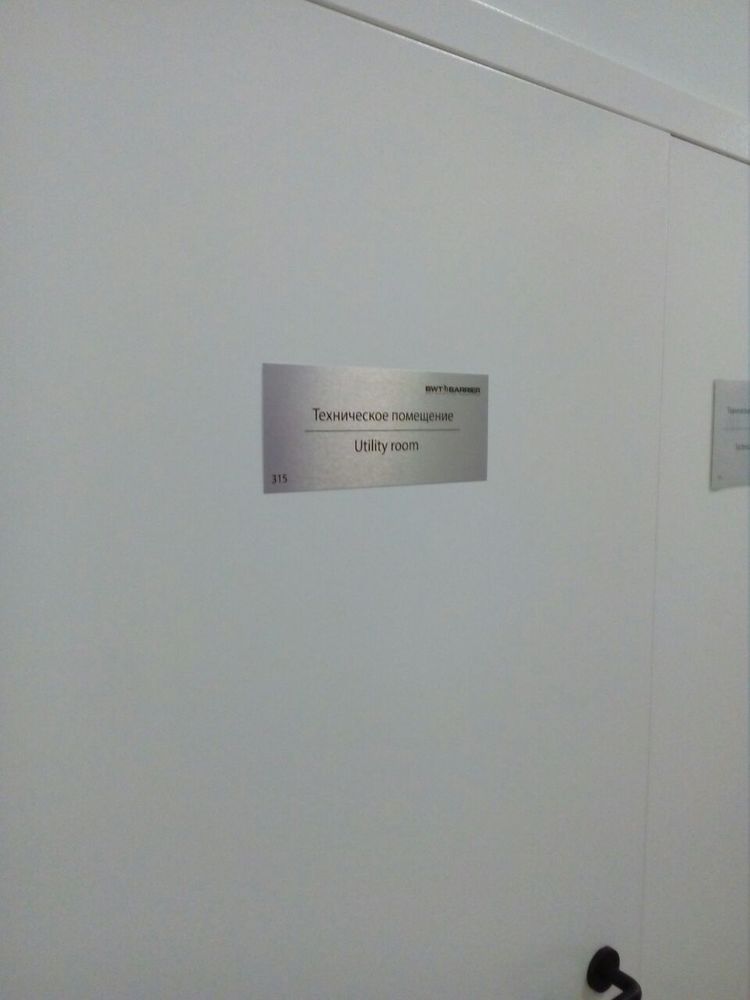 BWT BARRIER
Техническое помещение
Utility room
315